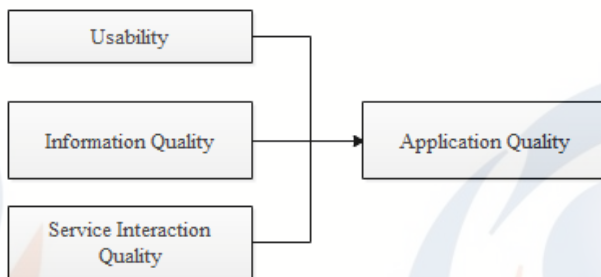 Usability
Information Quality
Application Quality
Service Interaction
Quality